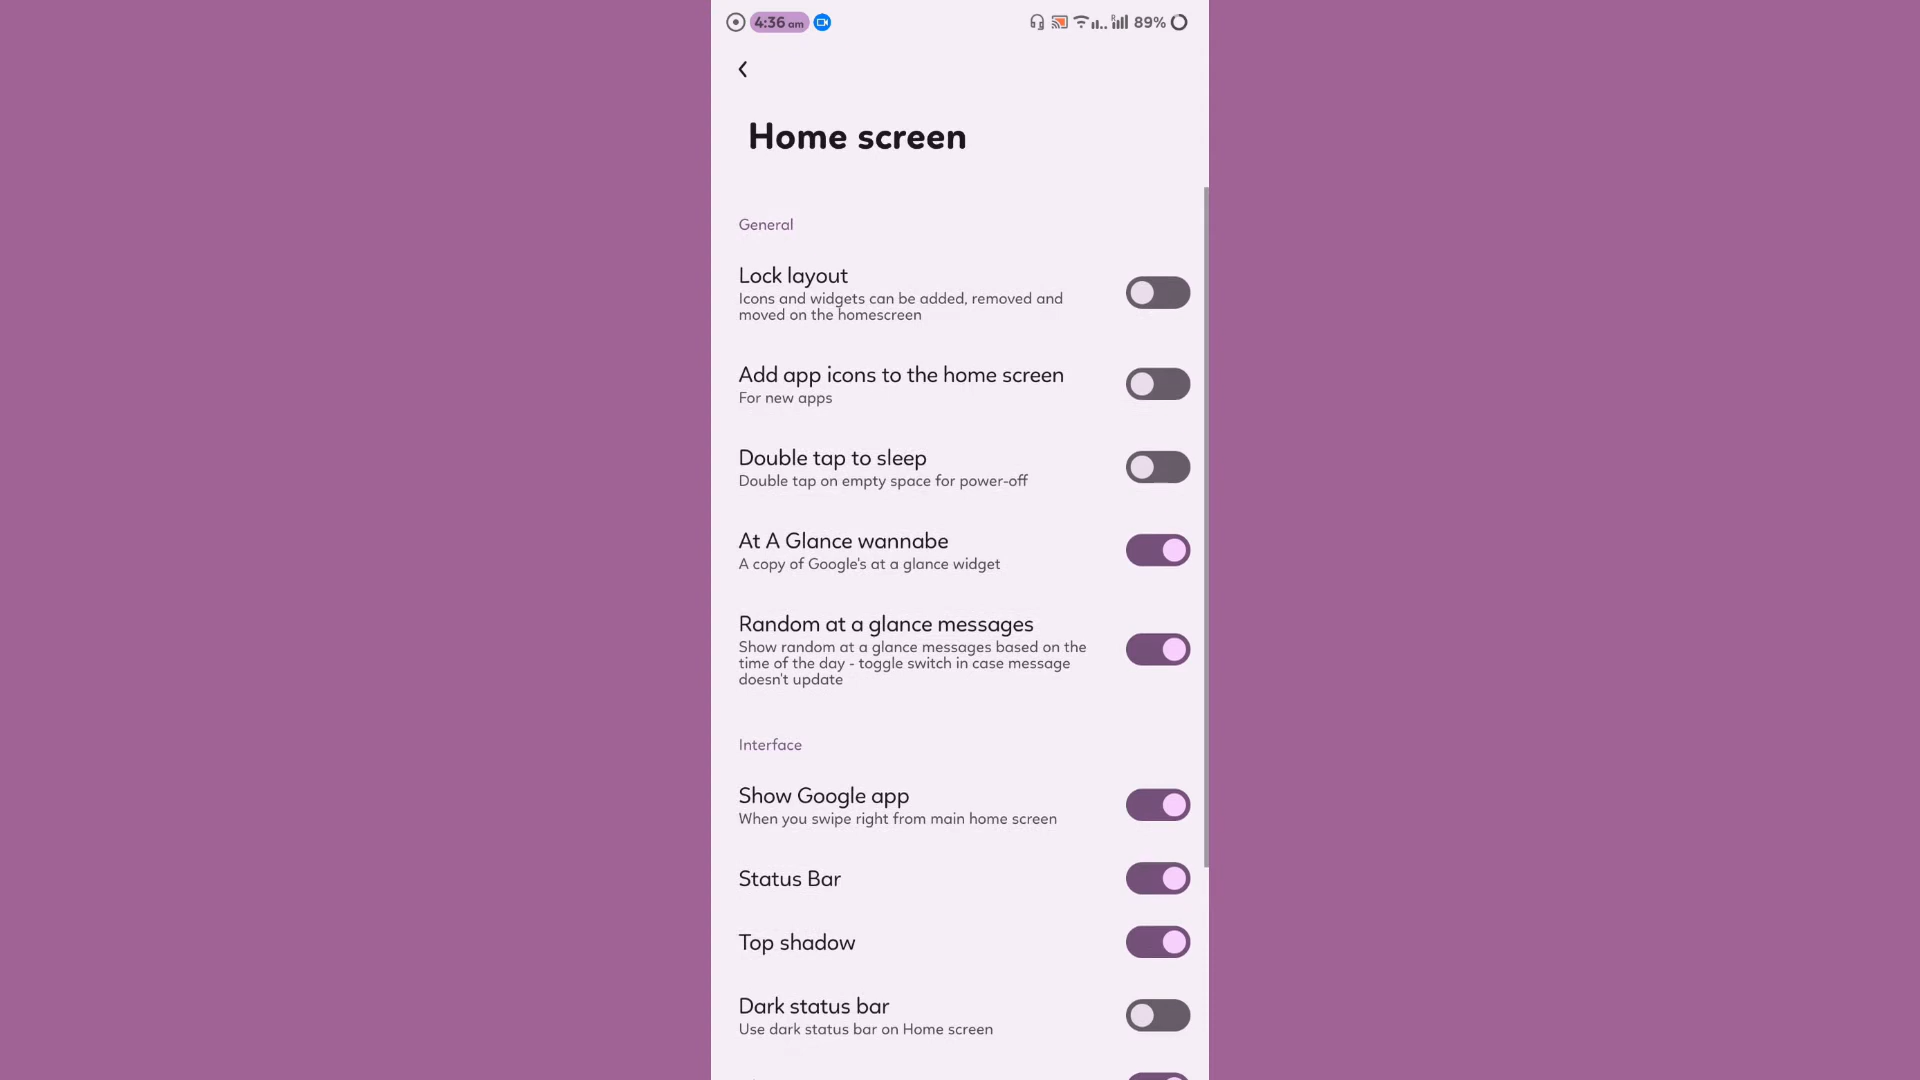 4:36 am
R
89%
Home screen
General
Lock layout
Icons and widgets can be added, removed and
moved on the homescreen
Add app icons to the home screen
For new apps
Double tap to sleep
Double tap on empty space for power-off
At A Glance wannabe
A copy of Google's at a glance widget
Random at a glance messages
Show random at a glance messages based on the
time of the day - toggle switch in case message
doesn't update
Interface
Show Google app
When you swipe right from main home screen
Status Bar
Top shadow
Dark status bar
Use dark status bar on Home screen